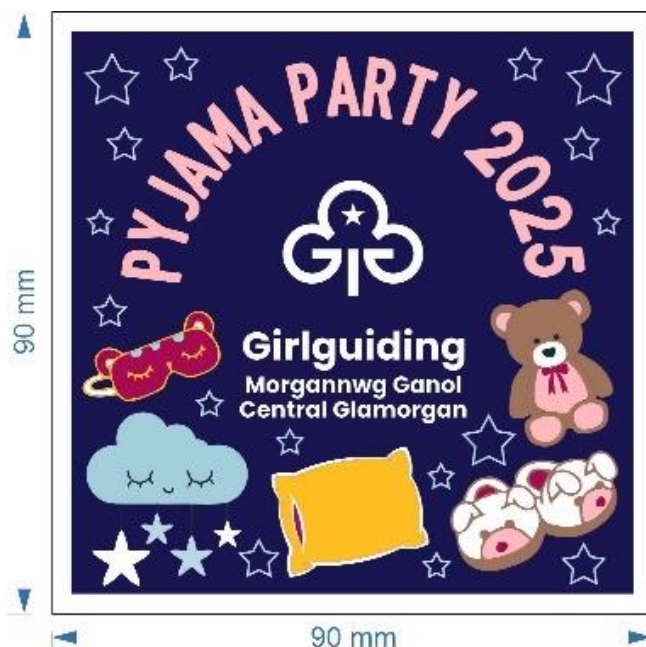 PYJAMA PARTY 2025
Girlguiding
Morgannwg Ganol
Central Glamorgan
90 mm
90 mm